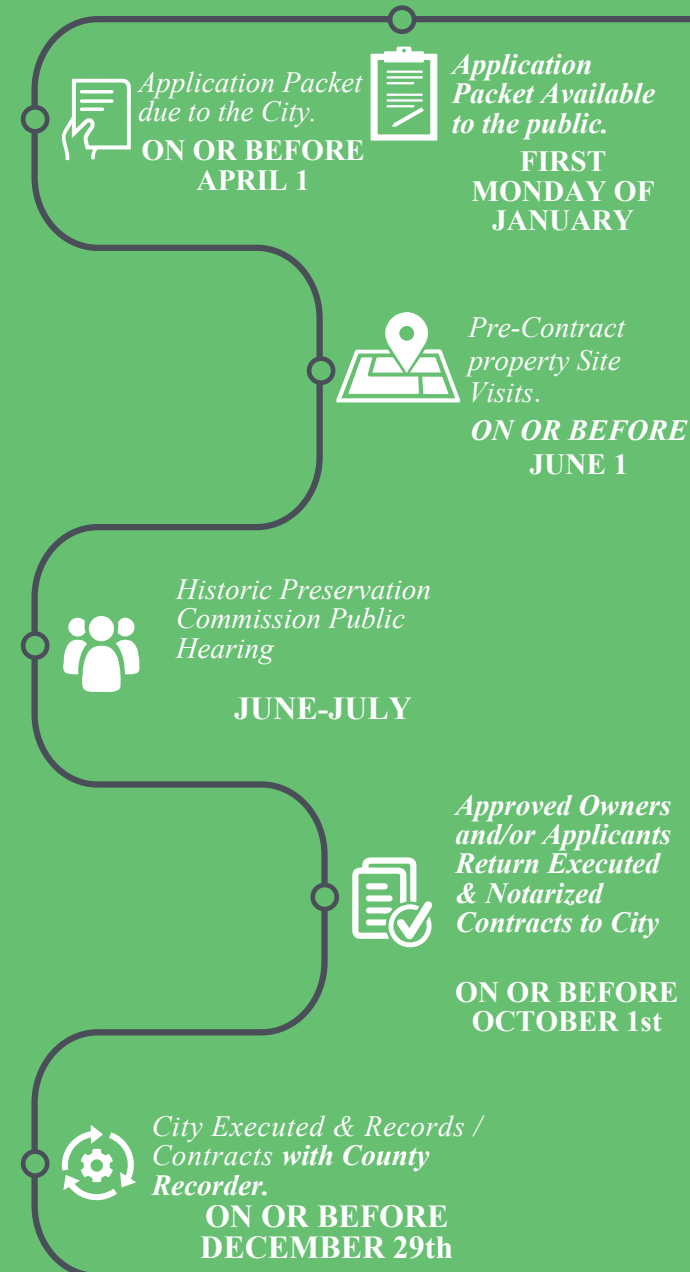 Application
Packet Available
to the public.
FIRST
MONDAY OF
JANUARY
Application Packet
due to the City.
ON OR BEFORE
APRIL 1
Pre-Contract
property Site
Visits.
ON OR BEFORE
JUNE 1
Historic Preservation
Commission Public
Hearing
JUNE-JULY
Approved Owners
and/or Applicants
Return Executed
& Notarized
Contracts to City
ON OR BEFORE
OCTOBER 1st
City Executed & Records /
Contracts with County
Recorder.
ON OR BEFORE
DECEMBER 29th